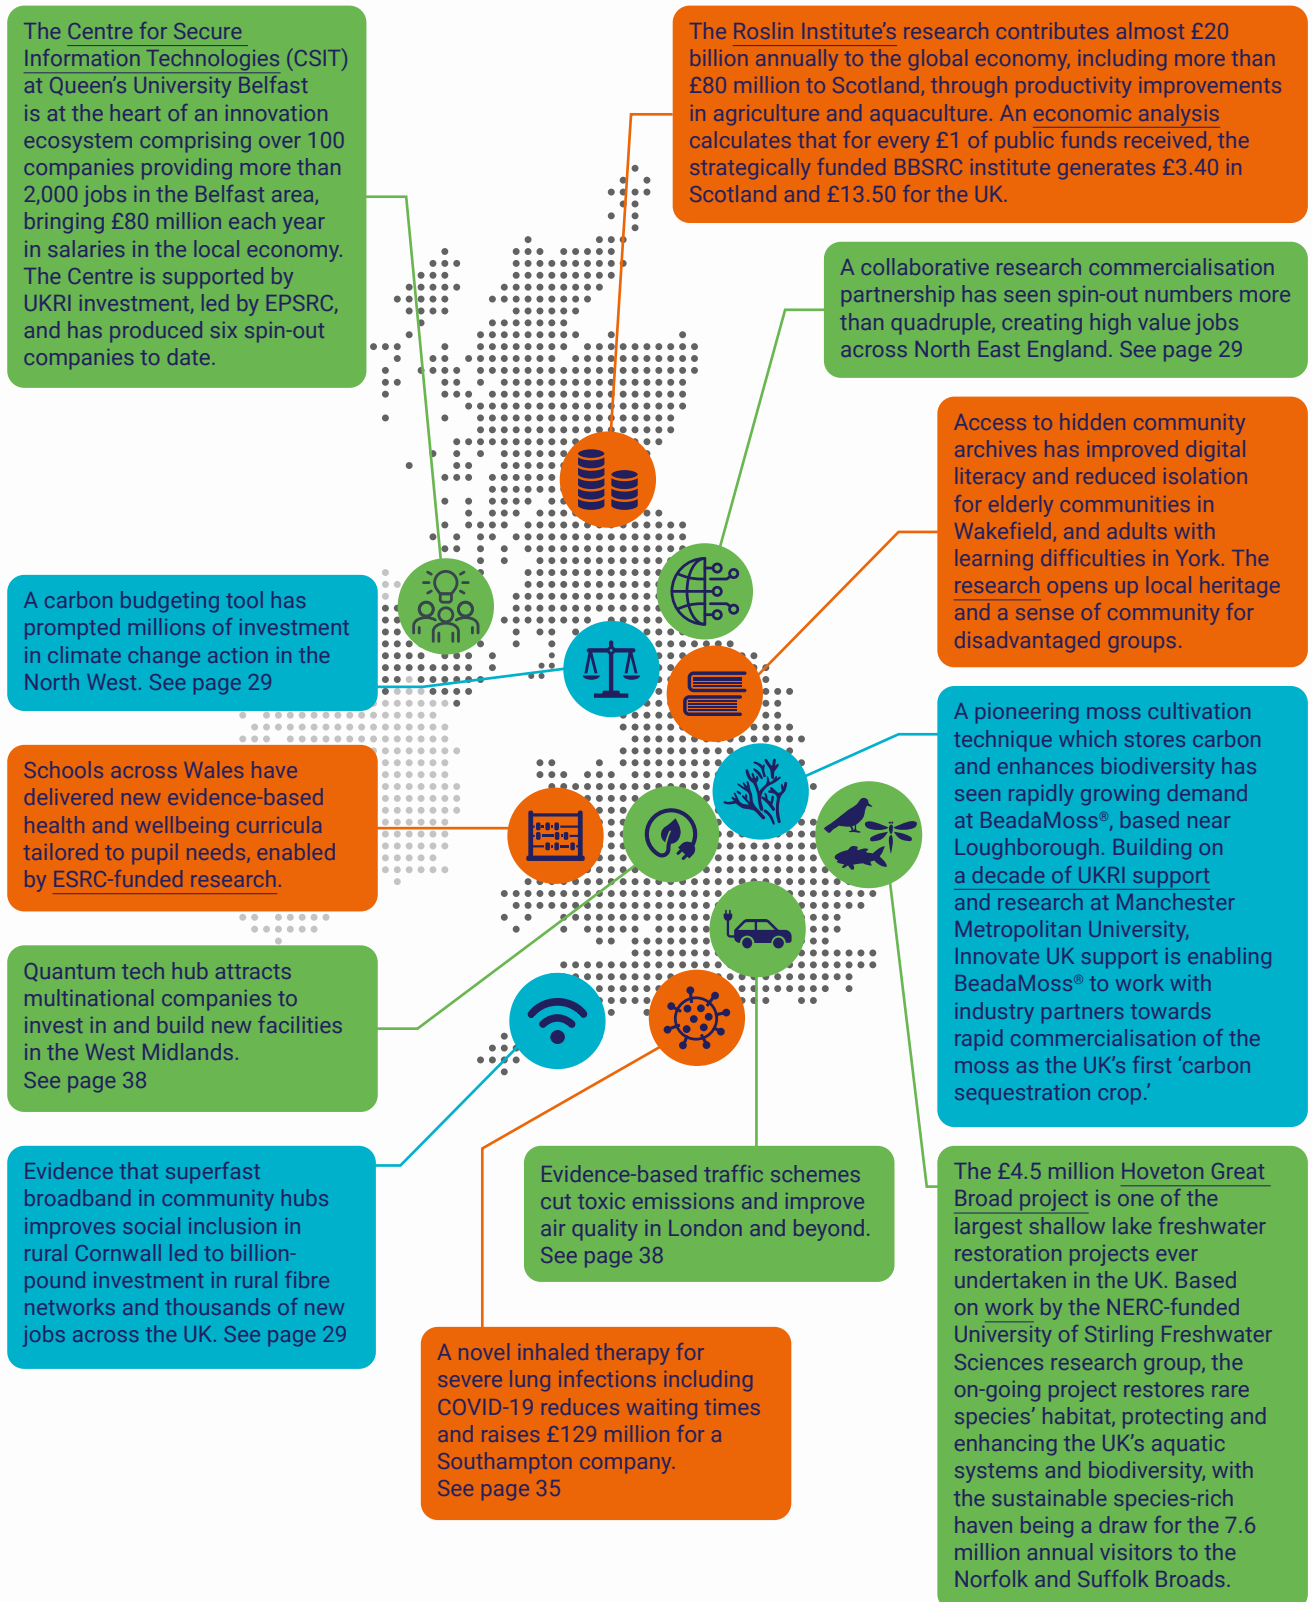 The Centre for Secure
Information Technologies (CSIT)
at Queen's University Belfast
is at the heart of an innovation
ecosystem comprising over 100
companies providing more than
2,000 jobs in the Belfast area,
bringing £80 million each year
in salaries in the local economy.
The Centre is supported by
UKRI investment, led by EPSRC,
and has produced six spin-out
companies to date.
The Roslin Institute's research contributes almost £20
billion annually to the global economy, including more than
£80 million to Scotland, through productivity improvements
in agriculture and aquaculture. An economic analysis
calculates that for every £1 of public funds received, the
strategically funded BBSRC institute generates £3.40 in
Scotland and £13.50 for the UK.
A collaborative research commercialisation
partnership has seen spin-out numbers more
than quadruple, creating high value jobs
across North East England. See page 29
Access to hidden community
archives has improved digital
literacy and reduced isolation
for elderly communities in
Wakefield, and adults with
learning difficulties in York. The
research opens up local heritage
and a sense of community for
disadvantaged groups.
A carbon budgeting tool has
prompted millions of investment
in climate change action in the
North West. See page 29
A pioneering moss cultivation
technique which stores carbon
and enhances biodiversity has
seen rapidly growing demand
at BeadaMoss®, based near
Loughborough. Building on
a decade of UKRI support
and research at Manchester
Metropolitan University,
Innovate UK support is enabling
BeadaMoss® to work with
industry partners towards
rapid commercialisation of the
moss as the UK's first 'carbon
sequestration crop.'
Schools across Wales have
delivered new evidence-based
health and wellbeing curricula
tailored to pupil needs, enabled
by ESRC-funded research.
Quantum tech hub attracts
multinational companies to
invest in and build new facilities
in the West Midlands.
See page 38
Evidence that superfast
broadband in community hubs
improves social inclusion in
rural Cornwall led to billion-
pound investment in rural fibre
networks and thousands of new
jobs across the UK. See page 29
Evidence-based traffic schemes
cut toxic emissions and improve
air quality in London and beyond.
See page 38
The £4.5 million Hoveton Great
Broad project is one of the
largest shallow lake freshwater
restoration projects ever
undertaken in the UK. Based
on work by the NERC-funded
University of Stirling Freshwater
Sciences research group, the
on-going project restores rare
species' habitat, protecting and
enhancing the UK's aquatic
systems and biodiversity, with
the sustainable species-rich
haven being a draw for the 7.6
million annual visitors to the
Norfolk and Suffolk Broads.
A novel inhaled therapy for
severe lung infections including
COVID-19 reduces waiting times
and raises £129 million for a
Southampton company.
See page 35